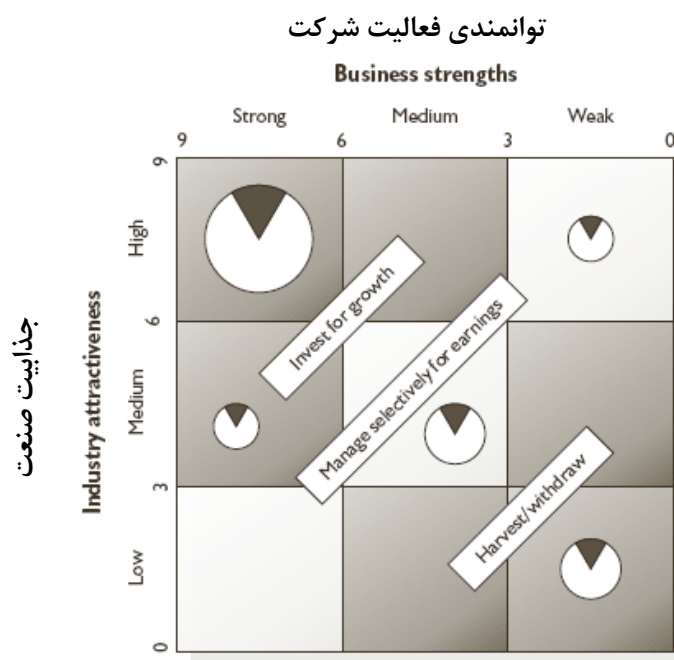 توانمندی فعالیت شرکت
Business strengths
Strong Medium Weak
9 6 3 0
جذابیت صنعت
Industry attractiveness
9
High
6
Medium
3
Low
0
Invest for growth
Manage selectively for earnings
Harvest/withdraw